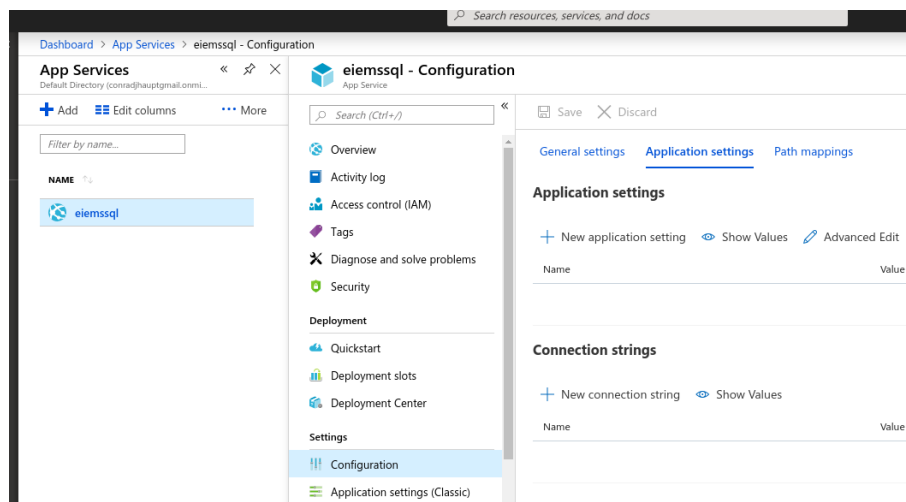 Search resources, services, and docs
Dashboard > App Services > eiemssql - Configuration
App Services
Default Directory (conradjhauptgmail.onmi...
Add Edit columns ... More
Filter by name...
NAME
eiemssql
eiemssql - Configuration
App Service
Search (Ctrl+/)
Overview
Activity log
Access control (IAM)
Tags
Diagnose and solve problems
Security
Deployment
Quickstart
Deployment slots
Deployment Center
Settings
Configuration
Application settings (Classic)
Save Discard
General settings Application settings Path mappings
Application settings
New application setting Show Values Advanced Edit
Name Value
Connection strings
New connection string Show Values
Name Value